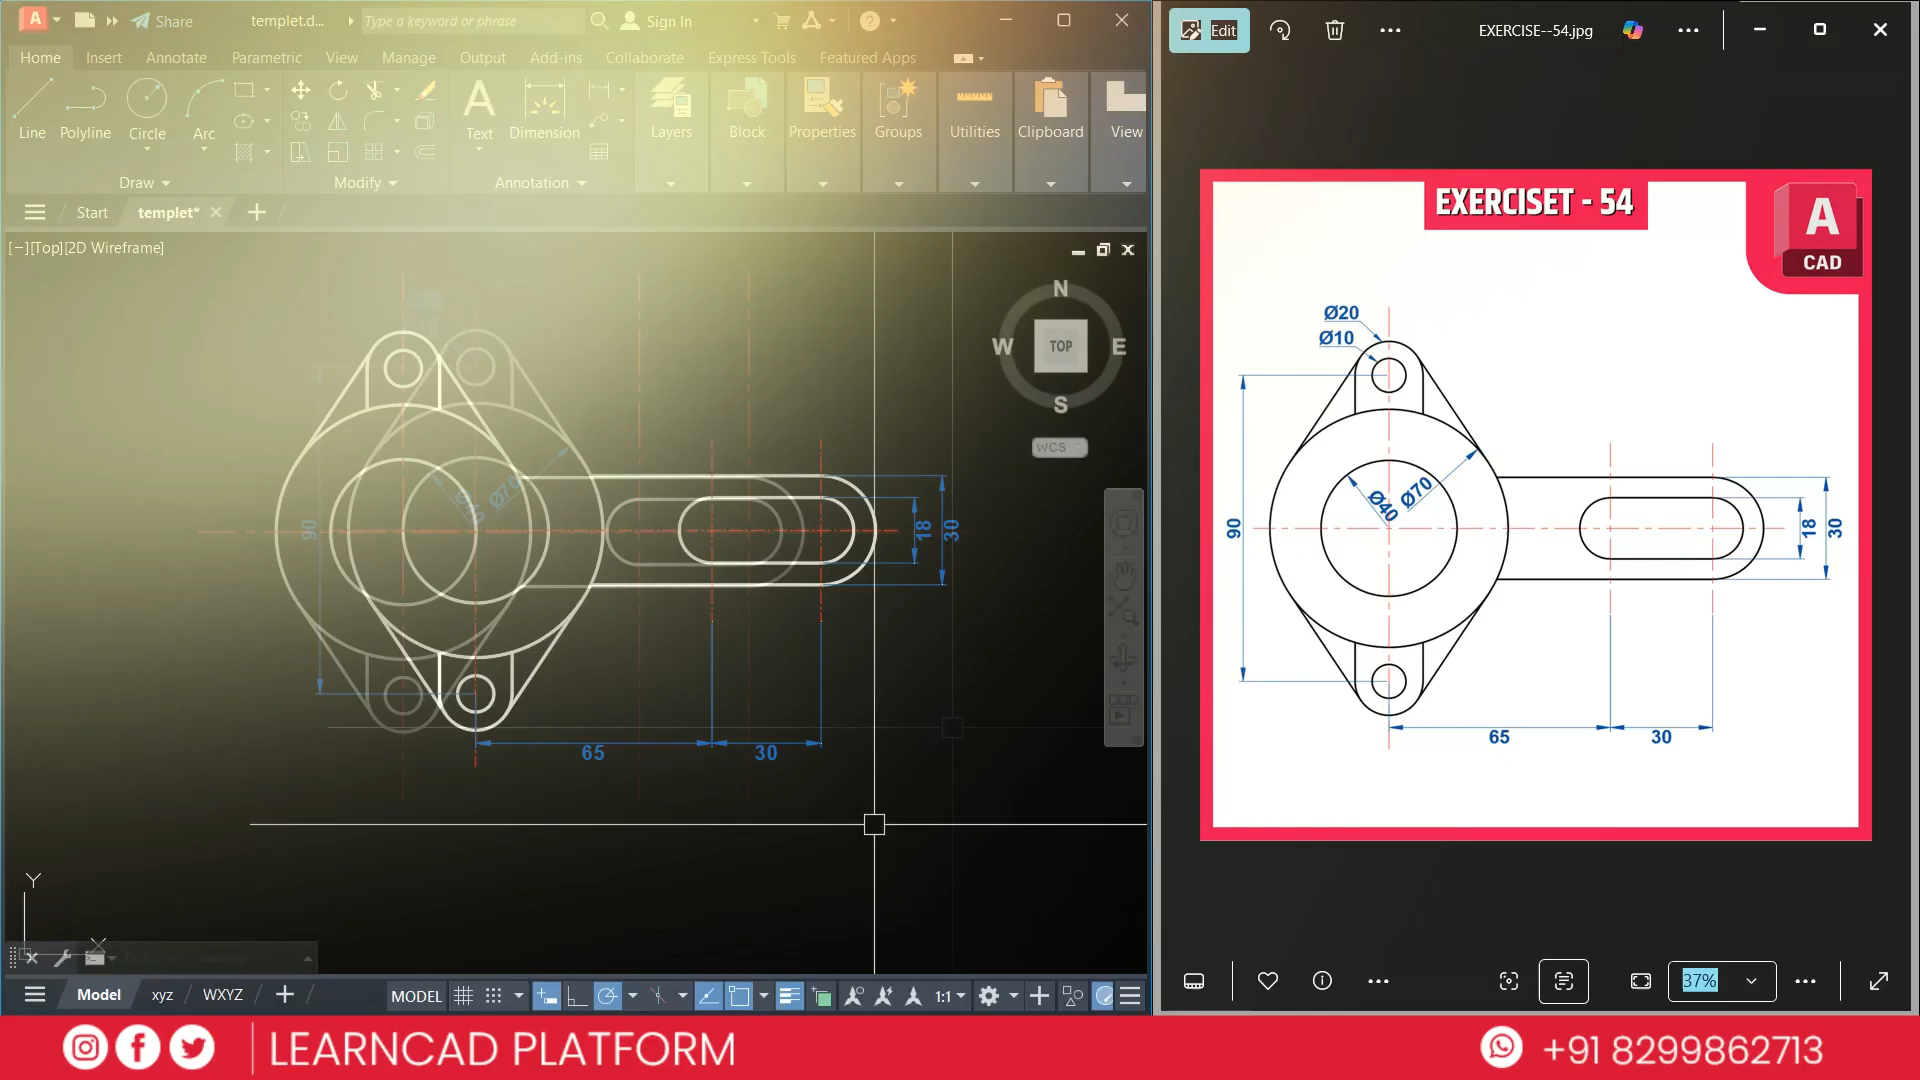 A Share templet.d... Type a keyword or phrase Sign In
Home Insert Annotate Parametric View Manage Output Add-ins Collaborate Express Tools Featured Apps
Line Polyline Circle Arc Text Dimension Layers Block Properties Groups Utilities Clipboard View
Draw Modify Annotation
Start templet*
[−][Top][2D Wireframe]
N
W TOP E
S
WCS
90
Ø70
18
30
65
30
Y
X
Model xyz WXYZ
MODEL 1:1
Edit EXERCISE--54.jpg
EXERCISET - 54
A
CAD
Ø20
Ø10
Ø40
Ø70
90
18
30
65
30
37%
LEARNCAD PLATFORM
+91 8299862713